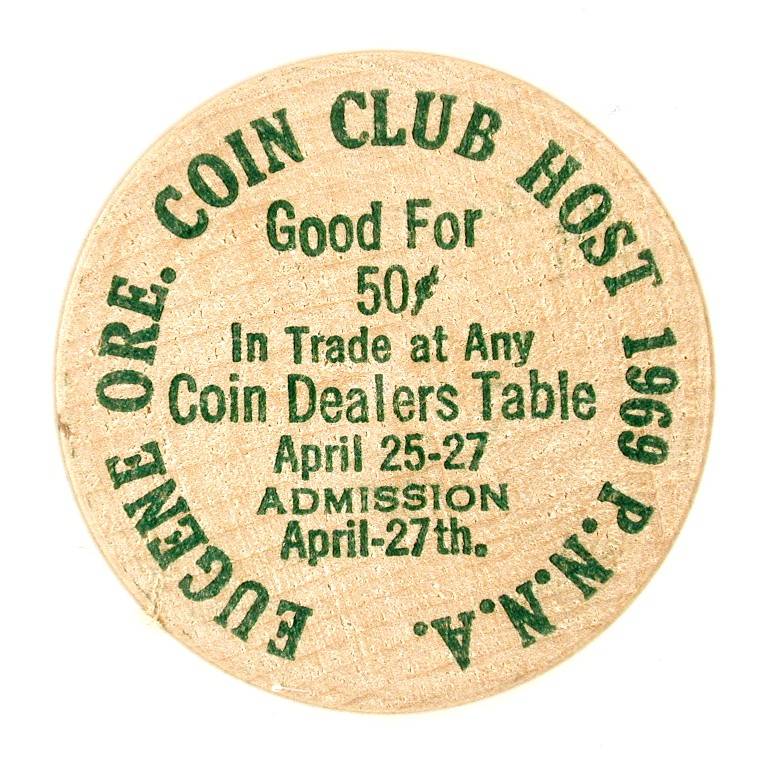 EUGENE ORE. COIN CLUB HOST 1969 P.N.N.A.
Good For
50¢
In Trade at Any
Coin Dealers Table
April 25-27
ADMISSION
April-27th.